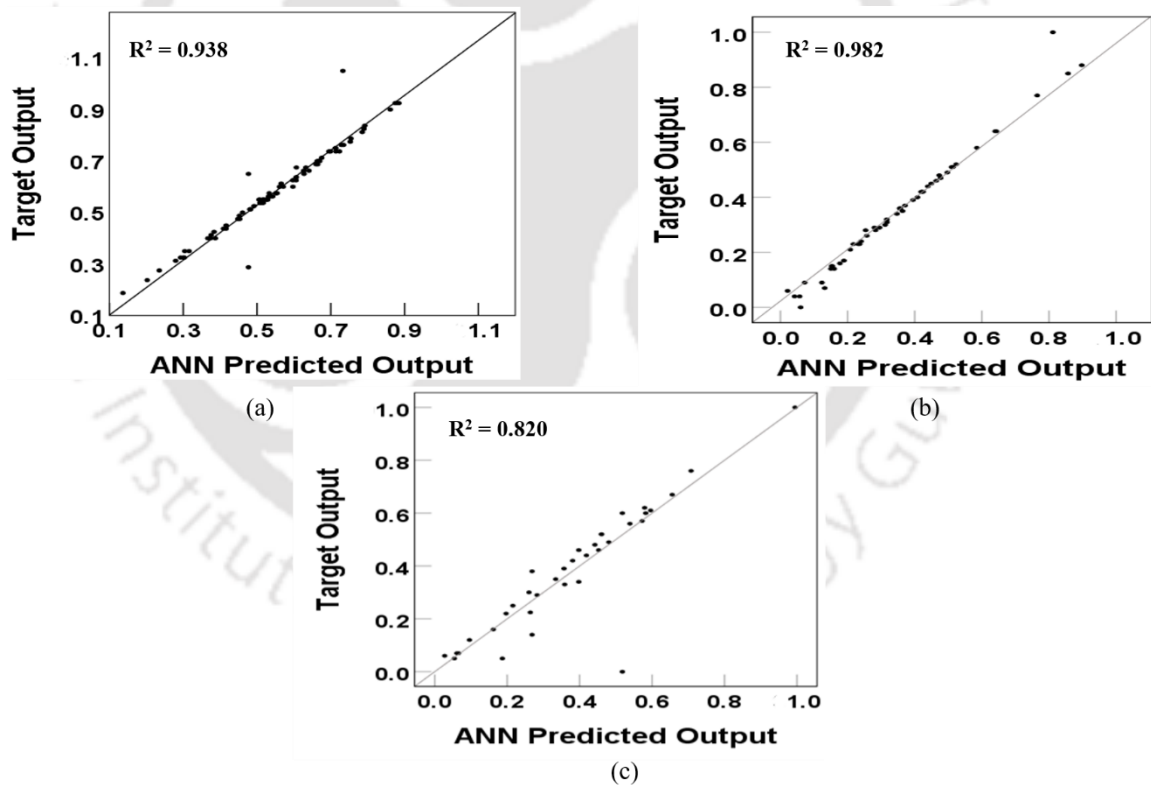 R² = 0.938
Target Output
1.1
0.9
0.7
0.5
0.3
0.1
0.1 0.3 0.5 0.7 0.9 1.1
ANN Predicted Output
(a)
R² = 0.982
Target Output
1.0
0.8
0.6
0.4
0.2
0.0
0.0 0.2 0.4 0.6 0.8 1.0
ANN Predicted Output
(b)
R² = 0.820
Target Output
1.0
0.8
0.6
0.4
0.2
0.0
0.0 0.2 0.4 0.6 0.8 1.0
ANN Predicted Output
(c)